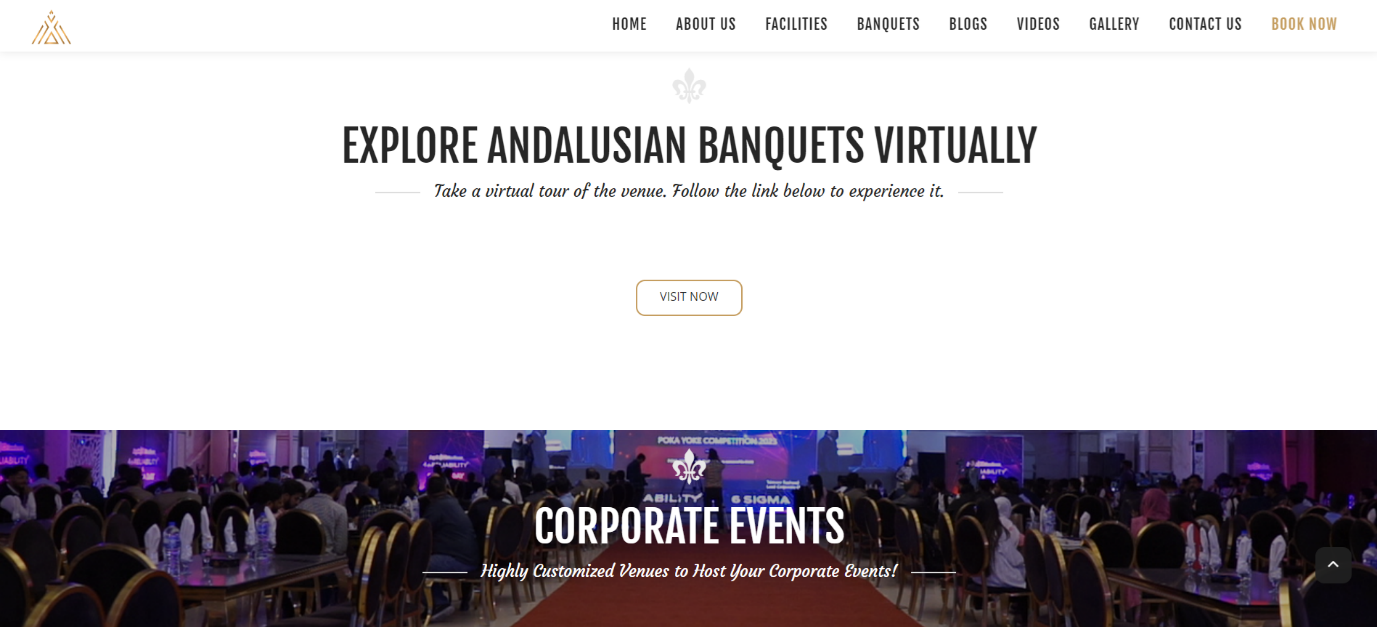 HOME ABOUT US FACILITIES BANQUETS BLOGS VIDEOS GALLERY CONTACT US BOOK NOW
EXPLORE ANDALUSIAN BANQUETS VIRTUALLY
Take a virtual tour of the venue. Follow the link below to experience it.
VISIT NOW
POKA YOKE COMPETITION 2023
ABILITY 6 SIGMA
CORPORATE EVENTS
Highly Customized Venues to Host Your Corporate Events!